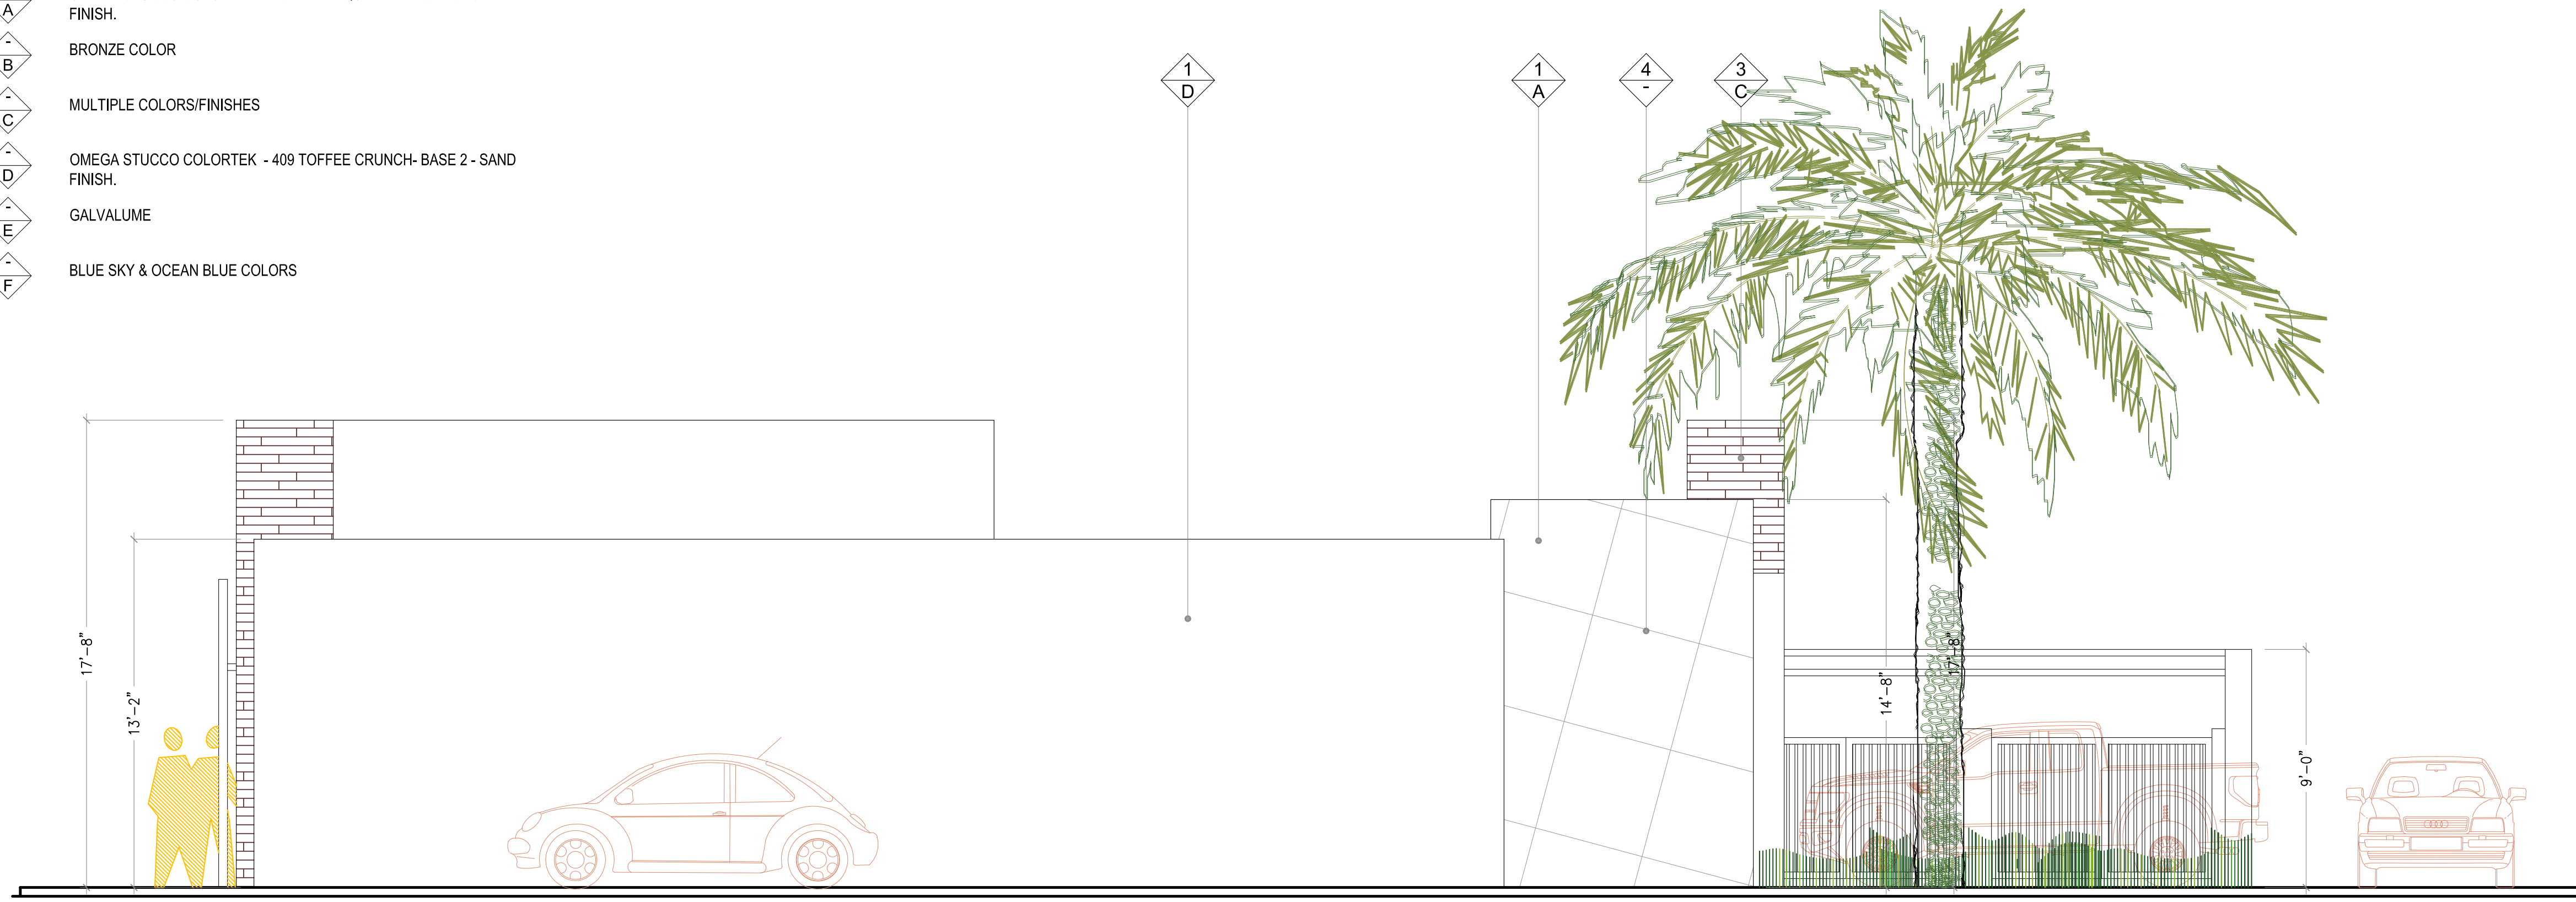 A
FINISH.
-
B
BRONZE COLOR
-
C
MULTIPLE COLORS/FINISHES
-
D
OMEGA STUCCO COLORTEK - 409 TOFFEE CRUNCH- BASE 2 - SAND
FINISH.
-
E
GALVALUME
-
F
BLUE SKY & OCEAN BLUE COLORS
1
D
1
A
4
-
3
C
17'-8"
13'-2"
14'-8"
17'-8"
9'-0"